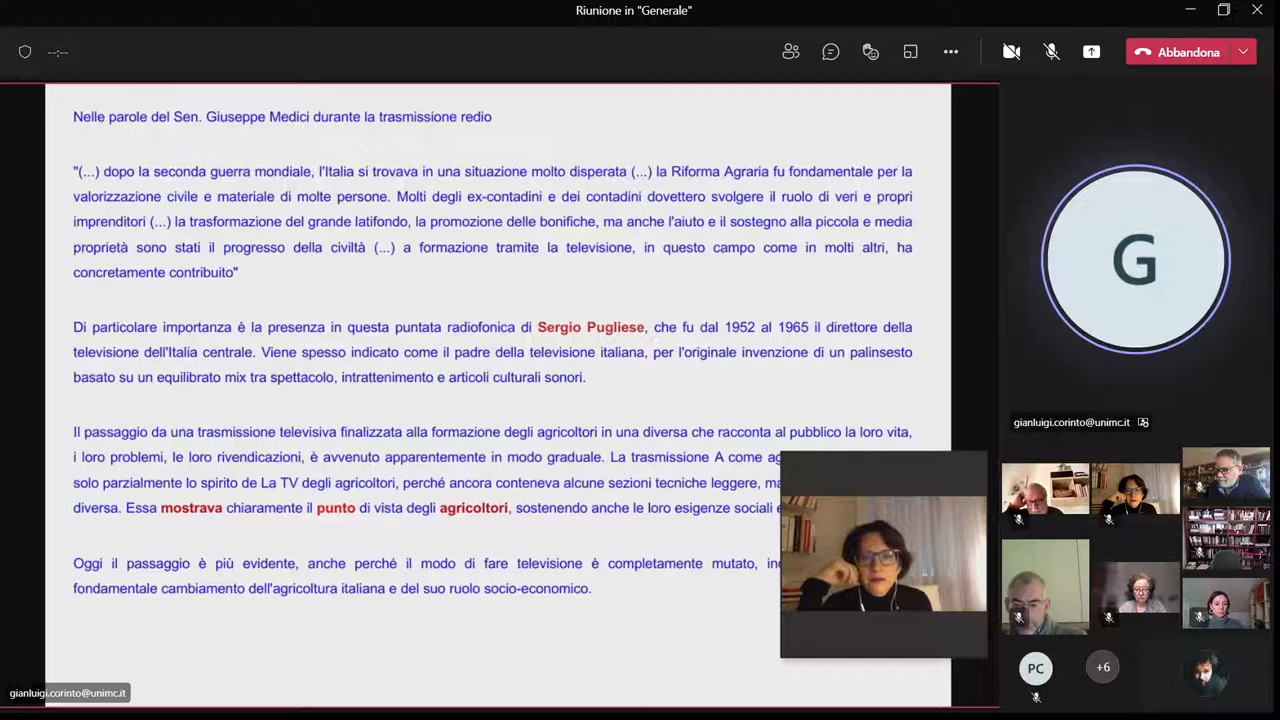 Riunione in "Generale"
--:--
Abbandona
Nelle parole del Sen. Giuseppe Medici durante la trasmissione redio
"(...) dopo la seconda guerra mondiale, l'Italia si trovava in una situazione molto disperata (...) la Riforma Agraria fu fondamentale per la
valorizzazione civile e materiale di molte persone. Molti degli ex-contadini e dei contadini dovettero svolgere il ruolo di veri e propri
imprenditori (...) la trasformazione del grande latifondo, la promozione delle bonifiche, ma anche l'aiuto e il sostegno alla piccola e media
proprietà sono stati il progresso della civiltà (...) a formazione tramite la televisione, in questo campo come in molti altri, ha
concretamente contribuito"
Di particolare importanza è la presenza in questa puntata radiofonica di Sergio Pugliese, che fu dal 1952 al 1965 il direttore della
televisione dell'Italia centrale. Viene spesso indicato come il padre della televisione italiana, per l'originale invenzione di un palinsesto
basato su un equilibrato mix tra spettacolo, intrattenimento e articoli culturali sonori.
Il passaggio da una trasmissione televisiva finalizzata alla formazione degli agricoltori in una diversa che racconta al pubblico la loro vita,
i loro problemi, le loro rivendicazioni, è avvenuto apparentemente in modo graduale. La trasmissione A come
solo parzialmente lo spirito de La TV degli agricoltori, perché ancora conteneva alcune sezioni tecniche leggere,
diversa. Essa mostrava chiaramente il punto di vista degli agricoltori, sostenendo anche le loro esigenze sociali
Oggi il passaggio è più evidente, anche perché il modo di fare televisione è completamente mutato,
fondamentale cambiamento dell'agricoltura italiana e del suo ruolo socio-economico.
G
gianluigi.corinto@unimc.it
PC
+6
gianluigi.corinto@unimc.it